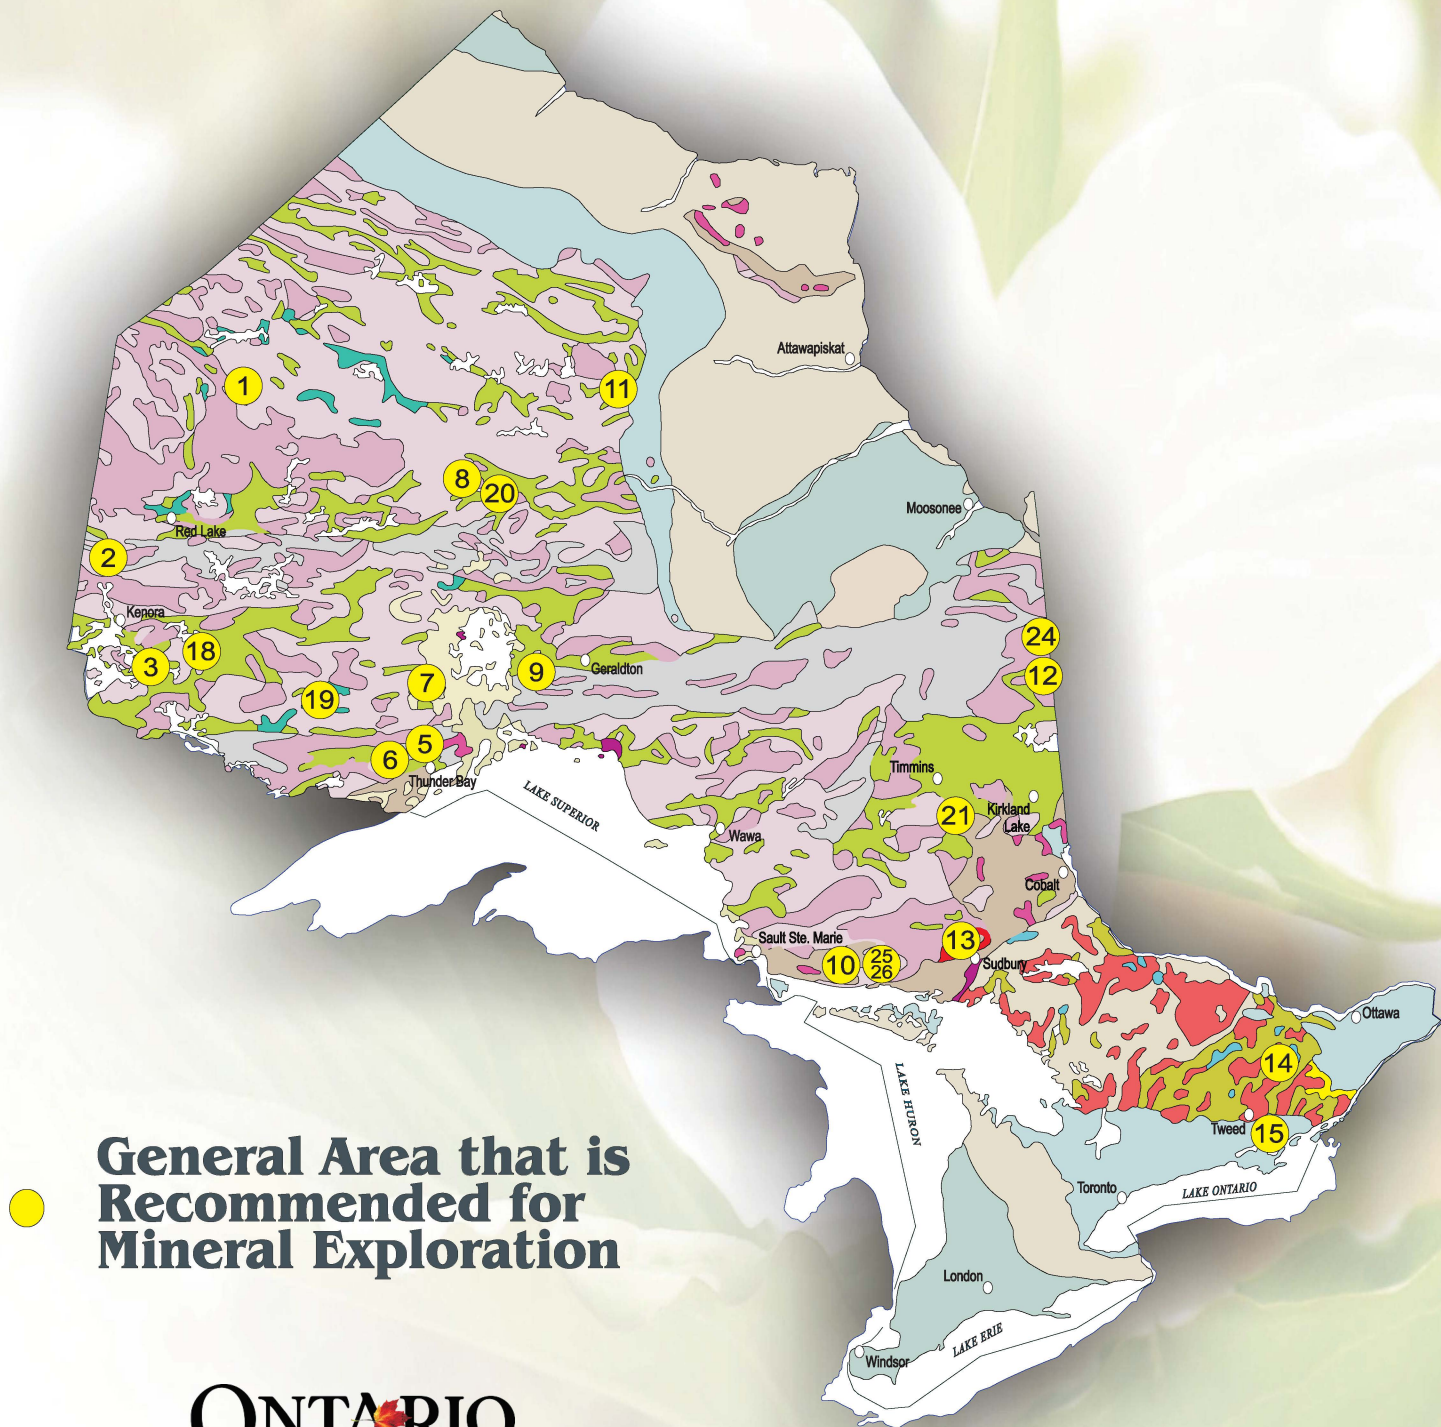 Attawapiskat
1
11
8
20
Moosonee
Red Lake
2
Kenora
24
18
3
9
Geraldton
12
7
19
5
6
Thunder Bay
Timmins
LAKE SUPERIOR
21
Kirkland
Lake
Wawa
Cobalt
Sault Ste. Marie
13
10
25
26
Sudbury
Ottawa
14
LAKE HURON
Tweed
15
General Area that is
Recommended for
Mineral Exploration
Toronto
LAKE ONTARIO
London
LAKE ERIE
Windsor
ONTARIO